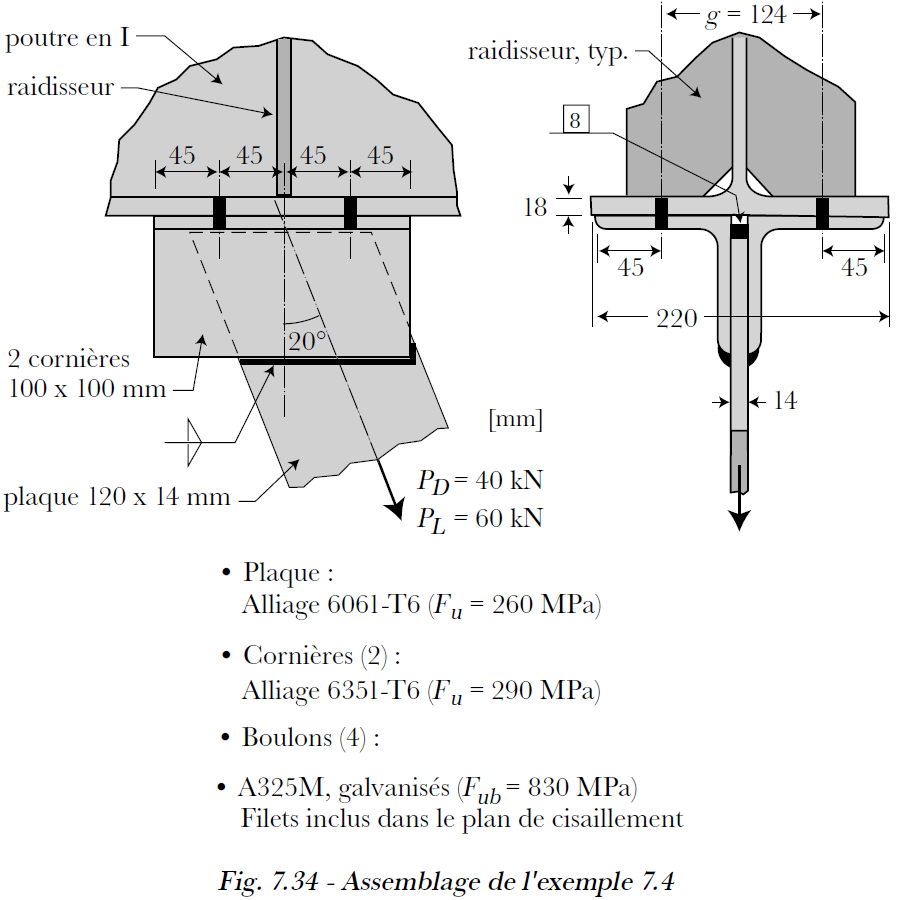 poutre en I
raidisseur
45 45 45 45
20°
2 cornières
100 x 100 mm
plaque 120 x 14 mm
[mm]
P_D = 40 kN
P_L = 60 kN
g = 124
raidisseur, typ.
8
18
45 45
220
14
• Plaque :
Alliage 6061-T6 (F_u = 260 MPa)
• Cornières (2) :
Alliage 6351-T6 (F_u = 290 MPa)
• Boulons (4) :
• A325M, galvanisés (F_ub = 830 MPa)
Filets inclus dans le plan de cisaillement
Fig. 7.34 - Assemblage de l'exemple 7.4